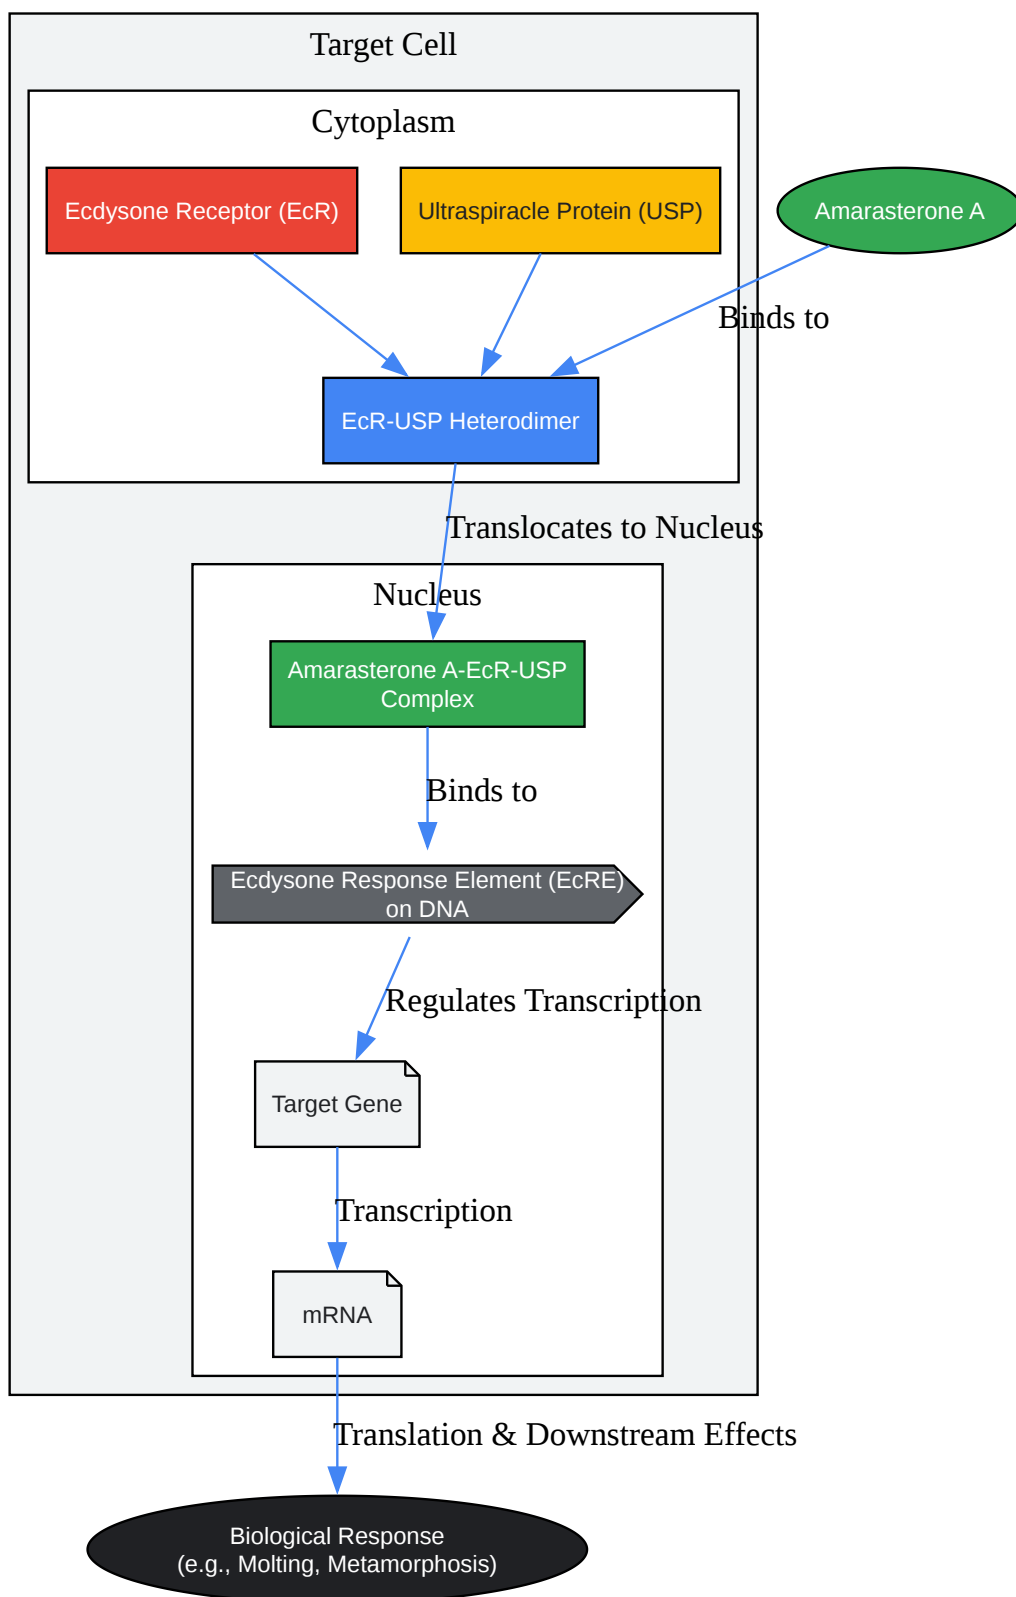 Target Cell
Cytoplasm
Ecdysone Receptor (EcR)
Ultraspiracle Protein (USP)
Amarasterone A
Binds to
EcR-USP Heterodimer
Translocates to Nucleus
Nucleus
Amarasterone A-EcR-USP
Complex
Binds to
Ecdysone Response Element (EcRE)
on DNA
Regulates Transcription
Target Gene
Transcription
mRNA
Translation & Downstream Effects
Biological Response
(e.g., Molting, Metamorphosis)